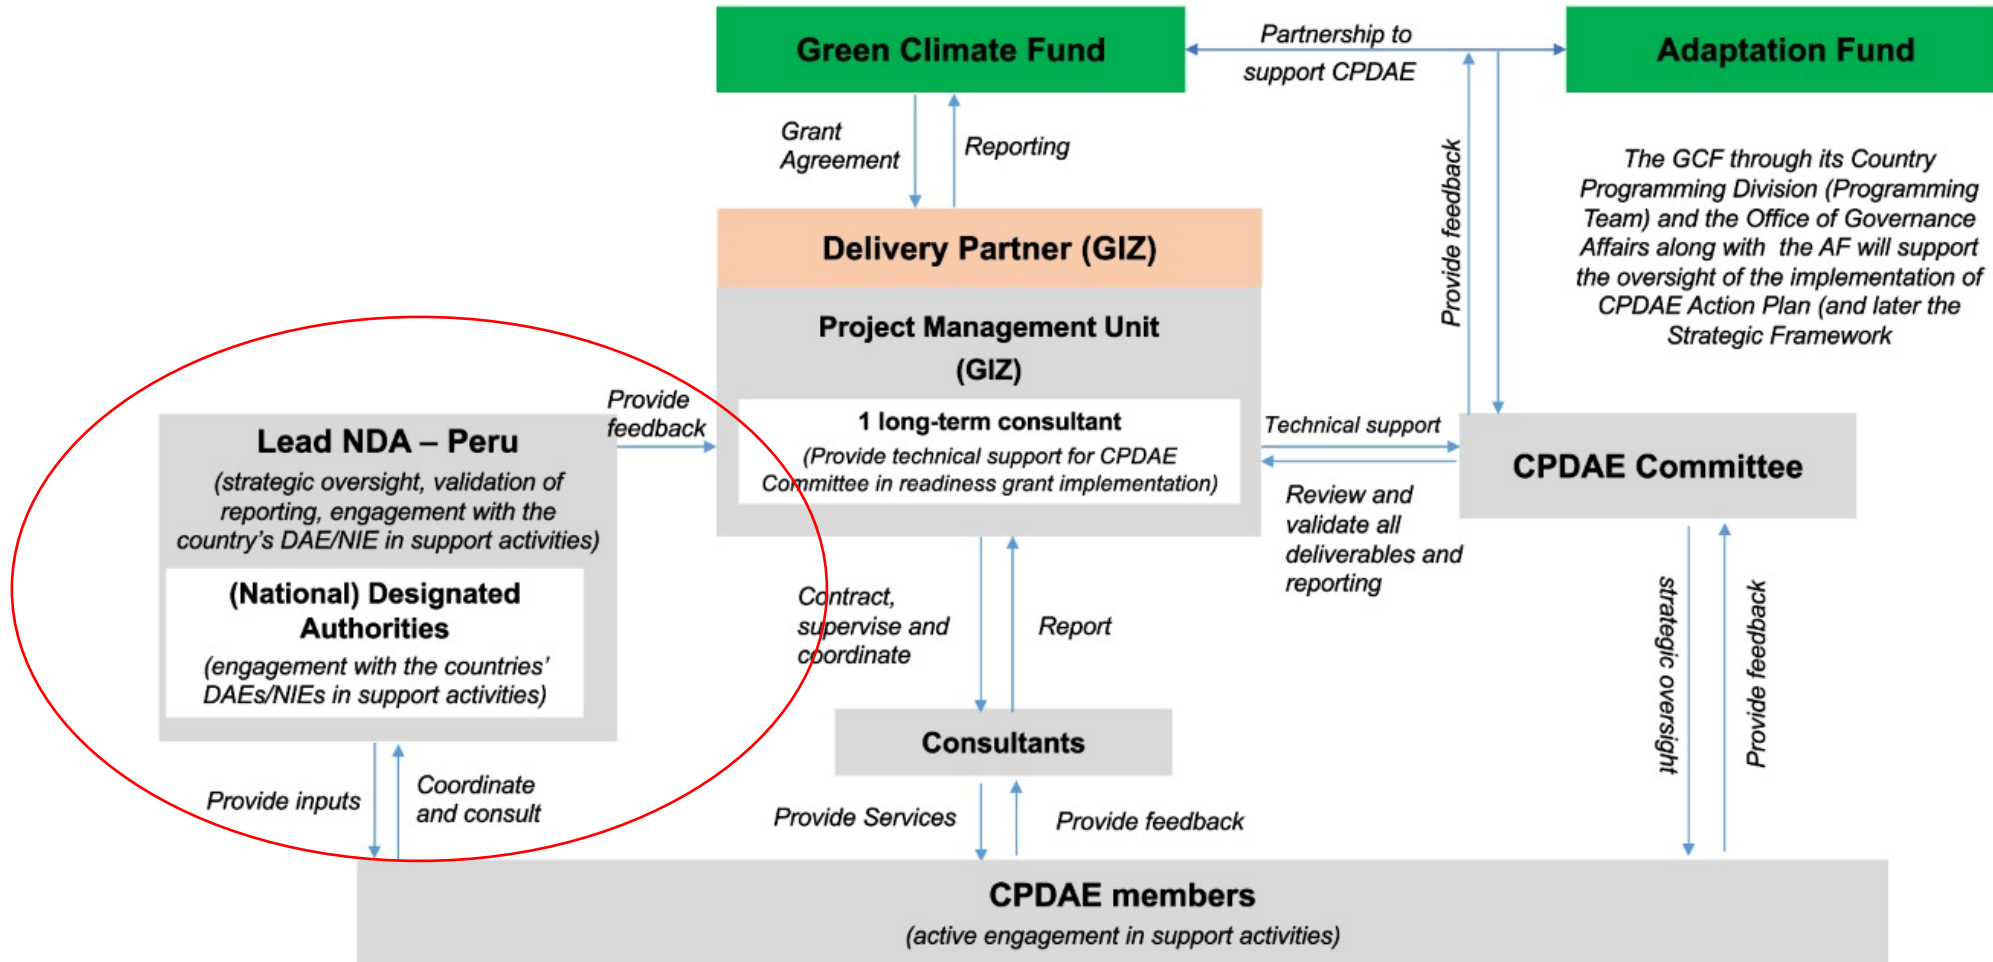 Green Climate Fund
Partnership to
support CPDAE
Adaptation Fund
Grant
Agreement
Reporting
Provide feedback
The GCF through its Country
Programming Division (Programming
Team) and the Office of Governance
Affairs along with the AF will support
the oversight of the implementation of
CPDAE Action Plan (and later the
Strategic Framework
Delivery Partner (GIZ)
Project Management Unit
(GIZ)
1 long-term consultant
(Provide technical support for CPDAE
Committee in readiness grant implementation)
Provide
feedback
Lead NDA – Peru
(strategic oversight, validation of
reporting, engagement with the
country's DAE/NIE in support activities)
(National) Designated
Authorities
(engagement with the countries'
DAEs/NIEs in support activities)
Technical support
Review and
validate all
deliverables and
reporting
CPDAE Committee
Contract,
supervise and
coordinate
Report
strategic oversight
Provide feedback
Consultants
Provide inputs
Coordinate
and consult
Provide Services
Provide feedback
CPDAE members
(active engagement in support activities)